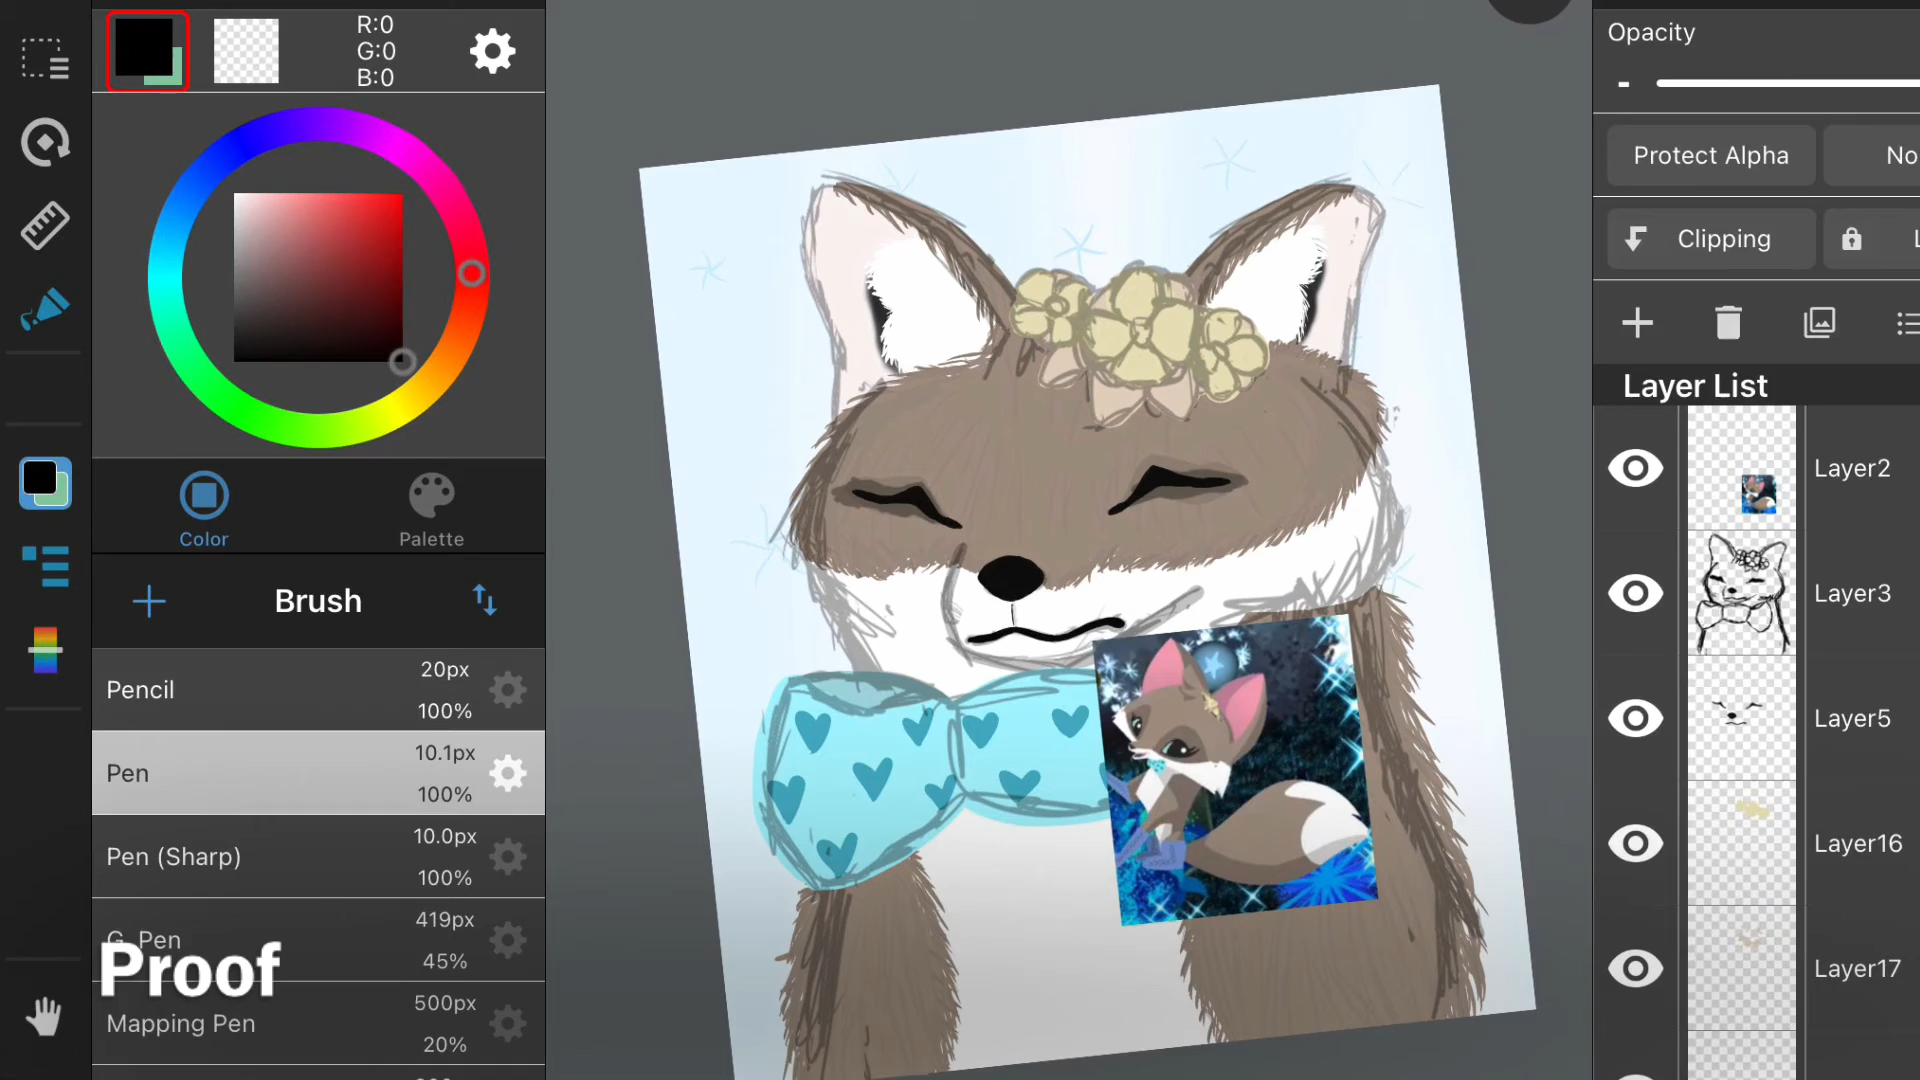 R:0
G:0
B:0
Color
Palette
Brush
Pencil
20px
100%
Pen
10.1px
100%
Pen (Sharp)
10.0px
100%
G Pen
419px
45%
Proof
Mapping Pen
500px
20%
Opacity
-
Protect Alpha
No
Clipping
L
Layer List
Layer2
Layer3
Layer5
Layer16
Layer17